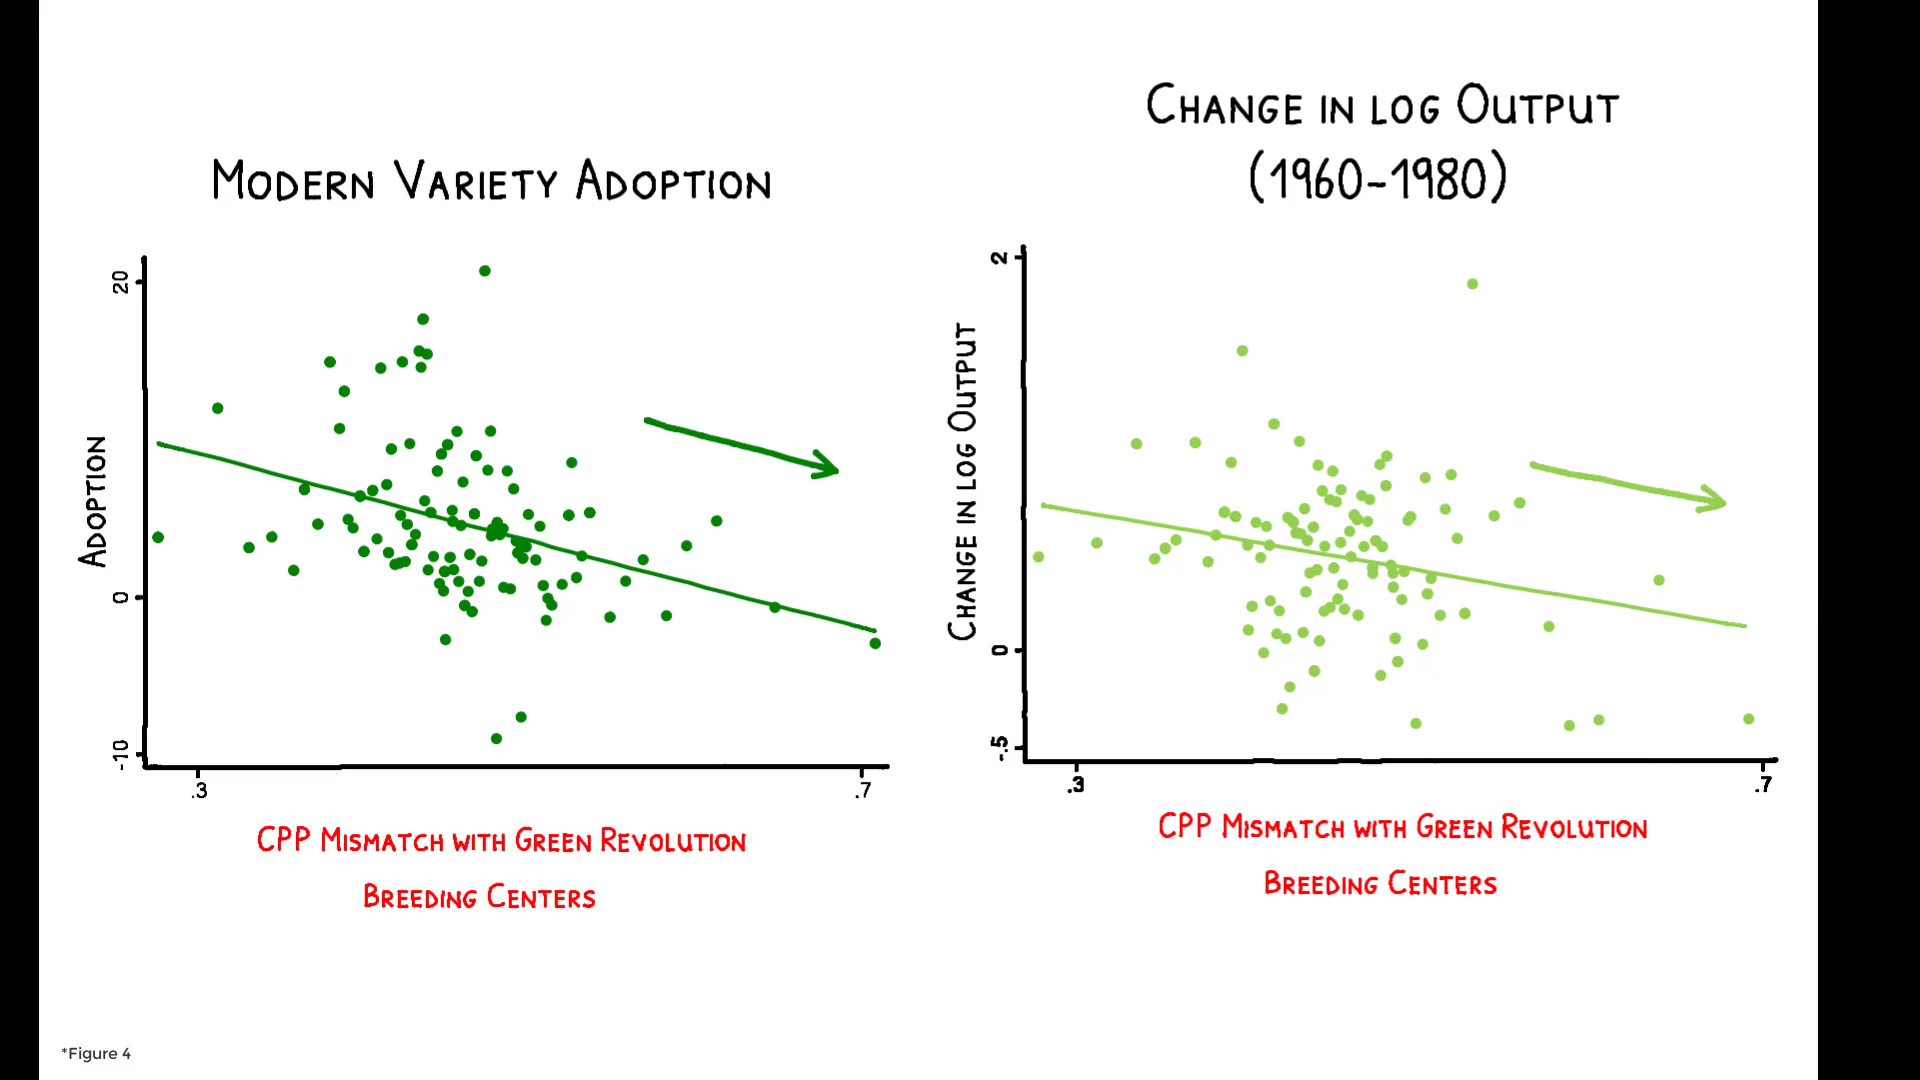 Modern Variety Adoption
Adoption
20
0
-10
.3
.7
CPP Mismatch with Green Revolution
Breeding Centers
Change in log Output
(1960-1980)
Change in log Output
2
0
-.5
.3
.7
CPP Mismatch with Green Revolution
Breeding Centers
*Figure 4